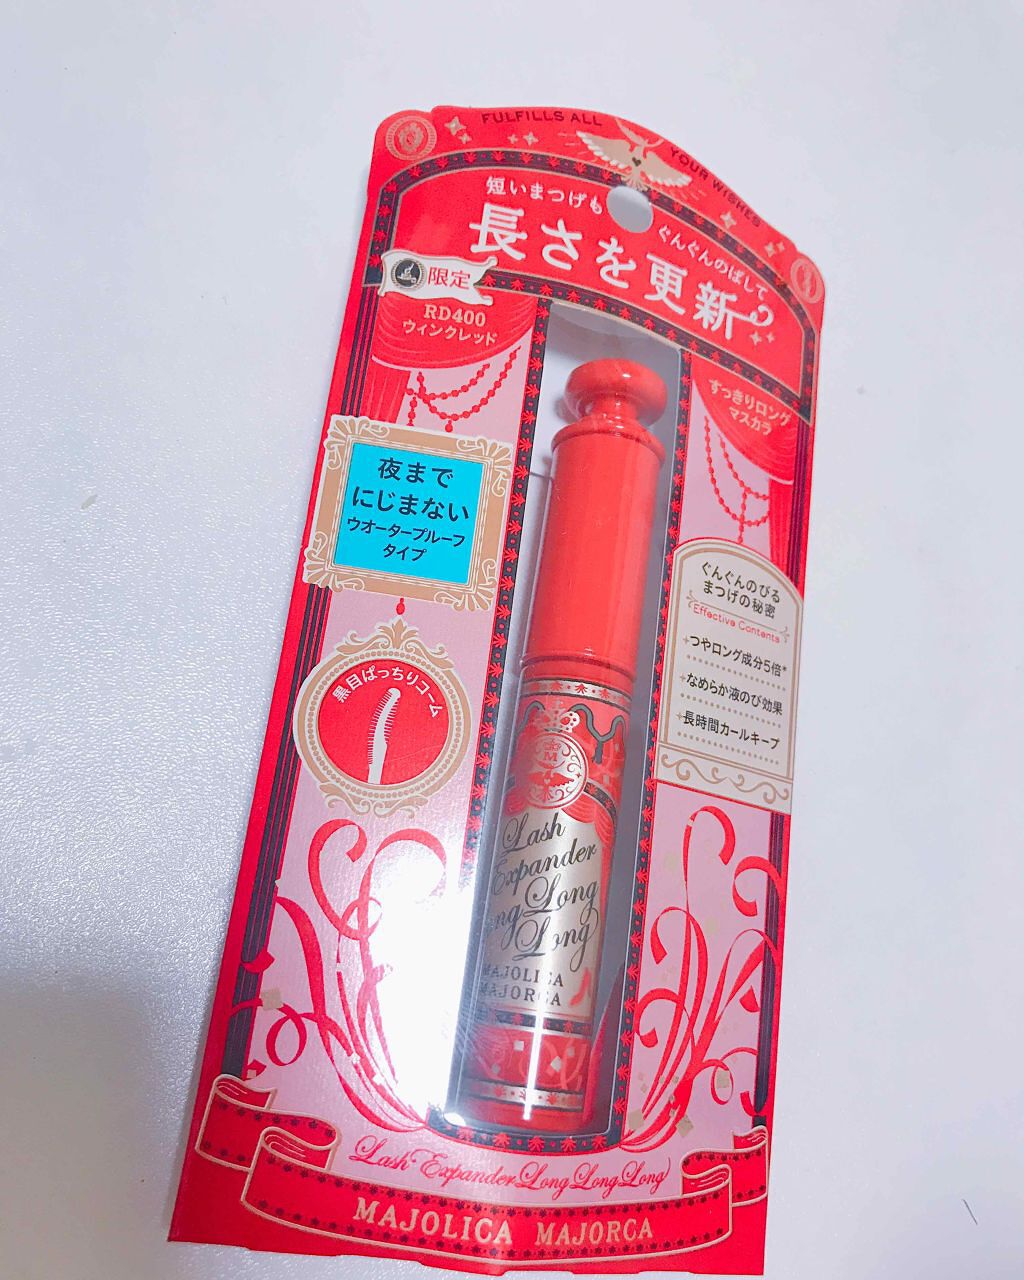 FULFILLS ALL
YOUR WISHES
短いまつげも
ぐんぐんのばして
長さを更新
限定
RD400
ウィンクレッド
すっきりロング
マスカラ
夜まで
にじまない
ウオータープルーフ
タイプ
黒目ぱっちりコーム
ぐんぐんのびる
まつげの秘密
Effective Contents
つやロング成分5倍*
なめらか液のび効果
長時間カールキープ
M
Lash
Expander
Long
Long
MAJOLICA
MAJORCA
Lash Expander Long Long Long
MAJOLICA MAJORCA